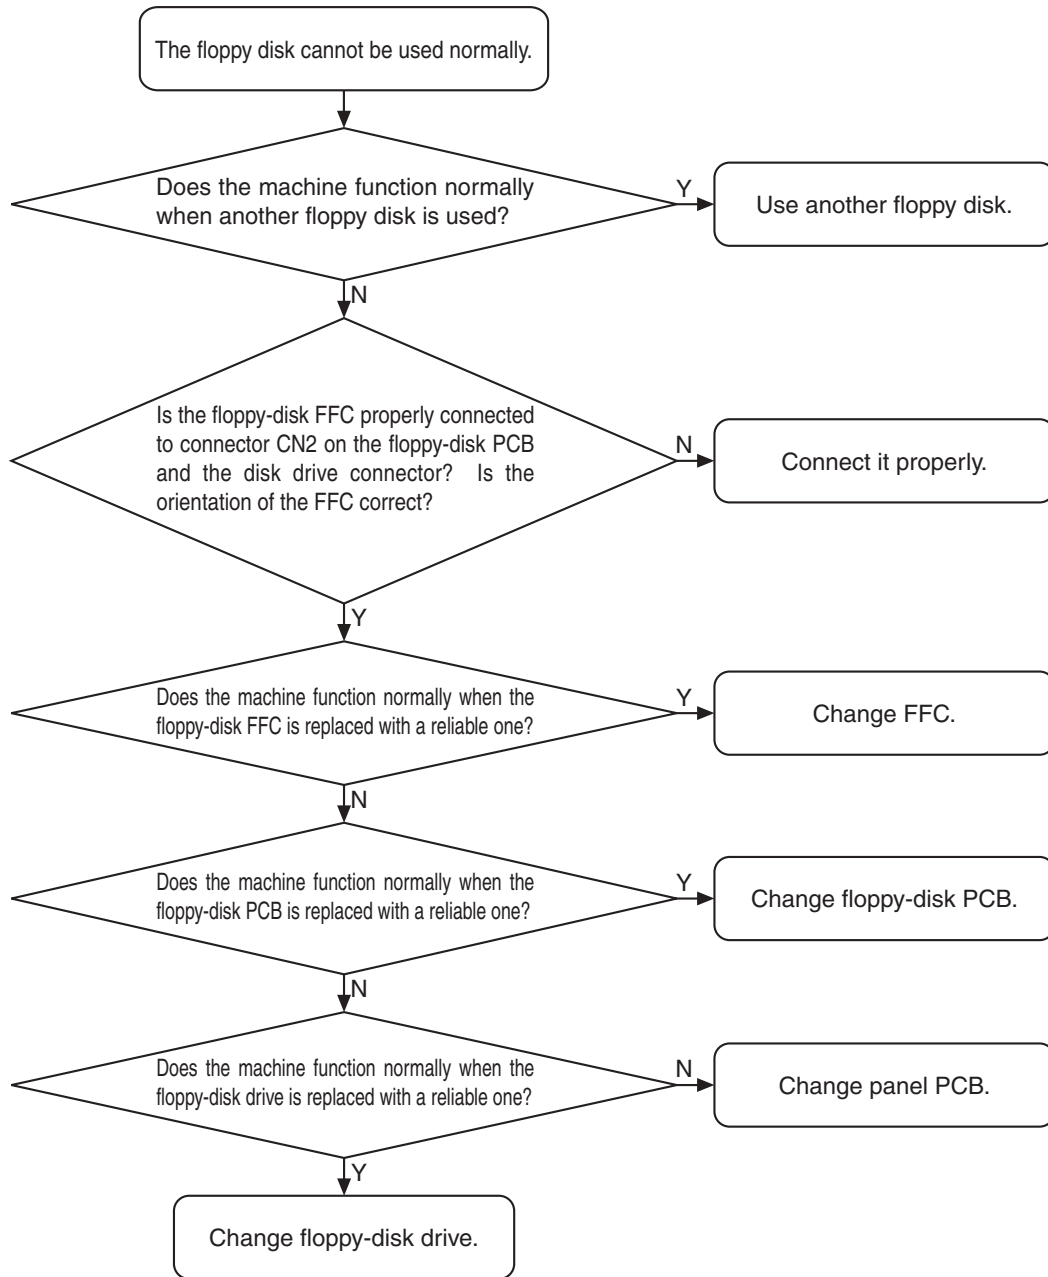 The floppy disk cannot be used normally.
Does the machine function normally
when another floppy disk is used?
Y
Use another floppy disk.
N
Is the floppy-disk FFC properly connected
to connector CN2 on the floppy-disk PCB
and the disk drive connector? Is the
orientation of the FFC correct?
N
Connect it properly.
Y
Does the machine function normally when the
floppy-disk FFC is replaced with a reliable one?
Y
Change FFC.
N
Does the machine function normally when the
floppy-disk PCB is replaced with a reliable one?
Y
Change floppy-disk PCB.
N
Does the machine function normally when the
floppy-disk drive is replaced with a reliable one?
N
Change panel PCB.
Y
Change floppy-disk drive.